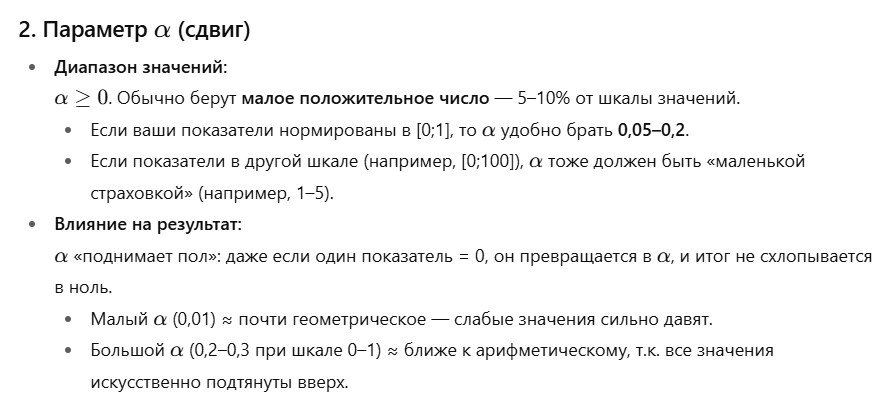 2. Параметр α (сдвиг)
• Диапазон значений:
α ≥ 0. Обычно берут малое положительное число — 5–10% от шкалы значений.
• Если ваши показатели нормированы в [0;1], то α удобно брать 0,05–0,2.
• Если показатели в другой шкале (например, [0;100]), α тоже должен быть «маленькой
страховкой» (например, 1–5).
• Влияние на результат:
α «поднимает пол»: даже если один показатель = 0, он превращается в α, и итог не схлопывается
в ноль.
• Малый α (0,01) ≈ почти геометрическое — слабые значения сильно давят.
• Большой α (0,2–0,3 при шкале 0–1) ≈ ближе к арифметическому, т.к. все значения
искусственно подтянуты вверх.